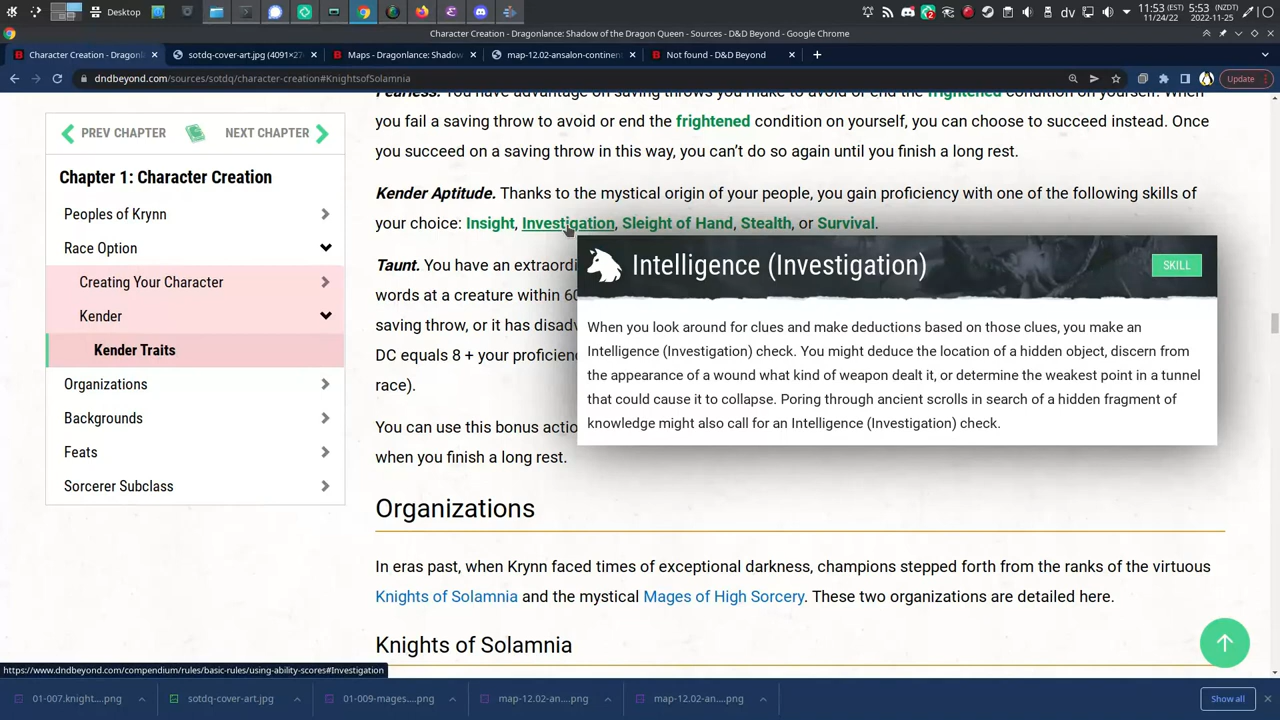 Desktop
dv
11:53 (EST)
11/24/22
5:53 (NZDT)
2022-11-25
Character Creation - Dragonlance: Shadow of the Dragon Queen - Sources - D&D Beyond - Google Chrome
Character Creation - Dragonl
sotdq-cover-art.jpg (4091×27
Maps - Dragonlance: Shadow
map-12.02-ansalon-continen
Not found - D&D Beyond
dndbeyond.com/sources/sotdq/character-creation#KnightsofSolamnia
Update
PREV CHAPTER
NEXT CHAPTER
Chapter 1: Character Creation
Peoples of Krynn
Race Option
Creating Your Character
Kender
Kender Traits
Organizations
Backgrounds
Feats
Sorcerer Subclass
Fearless. You have advantage on saving throws you make to avoid or end the frightened condition on yourself. When
you fail a saving throw to avoid or end the frightened condition on yourself, you can choose to succeed instead. Once
you succeed on a saving throw in this way, you can’t do so again until you finish a long rest.
Kender Aptitude. Thanks to the mystical origin of your people, you gain proficiency with one of the following skills of
your choice: Insight, Investigation, Sleight of Hand, Stealth, or Survival.
Taunt. You have an extraordi
words at a creature within 60
saving throw, or it has disadv
DC equals 8 + your proficien
race).
You can use this bonus actio
when you finish a long rest.
Intelligence (Investigation)
SKILL
When you look around for clues and make deductions based on those clues, you make an
Intelligence (Investigation) check. You might deduce the location of a hidden object, discern from
the appearance of a wound what kind of weapon dealt it, or determine the weakest point in a tunnel
that could cause it to collapse. Poring through ancient scrolls in search of a hidden fragment of
knowledge might also call for an Intelligence (Investigation) check.
Organizations
In eras past, when Krynn faced times of exceptional darkness, champions stepped forth from the ranks of the virtuous
Knights of Solamnia and the mystical Mages of High Sorcery. These two organizations are detailed here.
Knights of Solamnia
https://www.dndbeyond.com/compendium/rules/basic-rules/using-ability-scores#Investigation
01-007.knight....png
sotdq-cover-art.jpg
01-009-mages....png
map-12.02-an....png
map-12.02-an....png
Show all